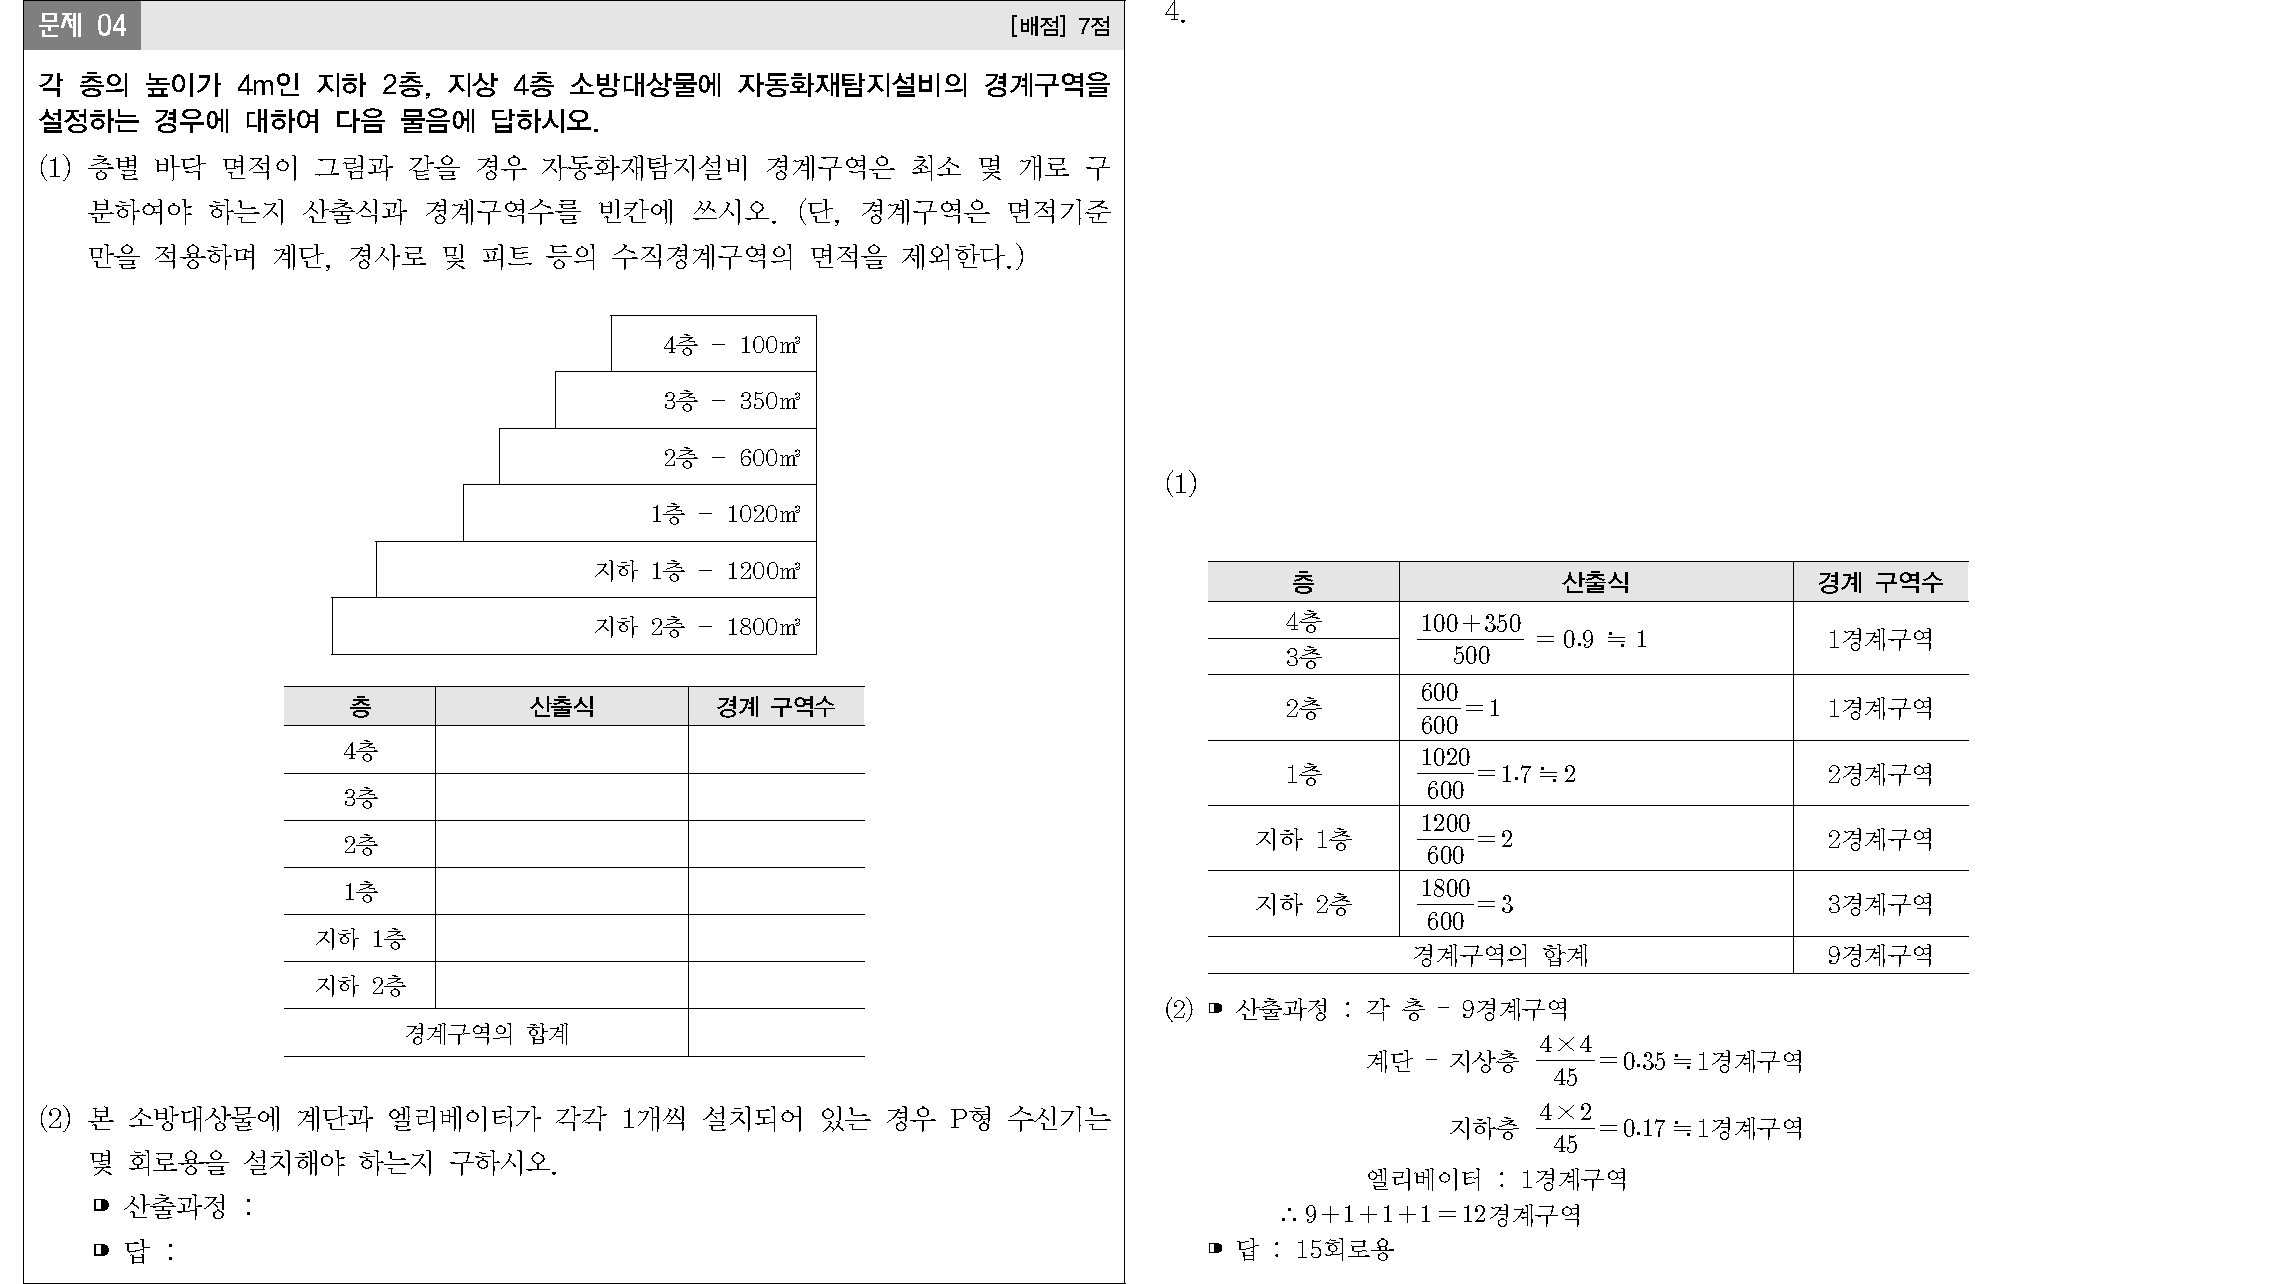 문제 04
[배점] 7점
각 층의 높이가 4m인 지하 2층, 지상 4층 소방대상물에 자동화재탐지설비의 경계구역을
설정하는 경우에 대하여 다음 물음에 답하시오.
(1) 층별 바닥 면적이 그림과 같을 경우 자동화재탐지설비 경계구역은 최소 몇 개로 구
분하여야 하는지 산출식과 경계구역수를 빈칸에 쓰시오. (단, 경계구역은 면적기준
만을 적용하며 계단, 경사로 및 피트 등의 수직경계구역의 면적을 제외한다.)
4층 - 100㎥
3층 - 350㎥
2층 - 600㎥
1층 - 1020㎥
지하 1층 - 1200㎥
지하 2층 - 1800㎥
층 산출식 경계 구역수
4층
3층
2층
1층
지하 1층
지하 2층
경계구역의 합계
(2) 본 소방대상물에 계단과 엘리베이터가 각각 1개씩 설치되어 있는 경우 P형 수신기는
몇 회로용을 설치해야 하는지 구하시오.
산출과정 :
답 :
4.
(1)
층 산출식 경계 구역수
4층
3층
100+350/500 = 0.9 ≒ 1 1경계구역
2층 600/600=1 1경계구역
1층 1020/600=1.7≒2 2경계구역
지하 1층 1200/600=2 2경계구역
지하 2층 1800/600=3 3경계구역
경계구역의 합계 9경계구역
(2) 산출과정 : 각 층 - 9경계구역
계단 - 지상층 4×4/45=0.35≒1경계구역
지하층 4×2/45=0.17≒1경계구역
엘리베이터 : 1경계구역
∴ 9+1+1+1=12경계구역
답 : 15회로용